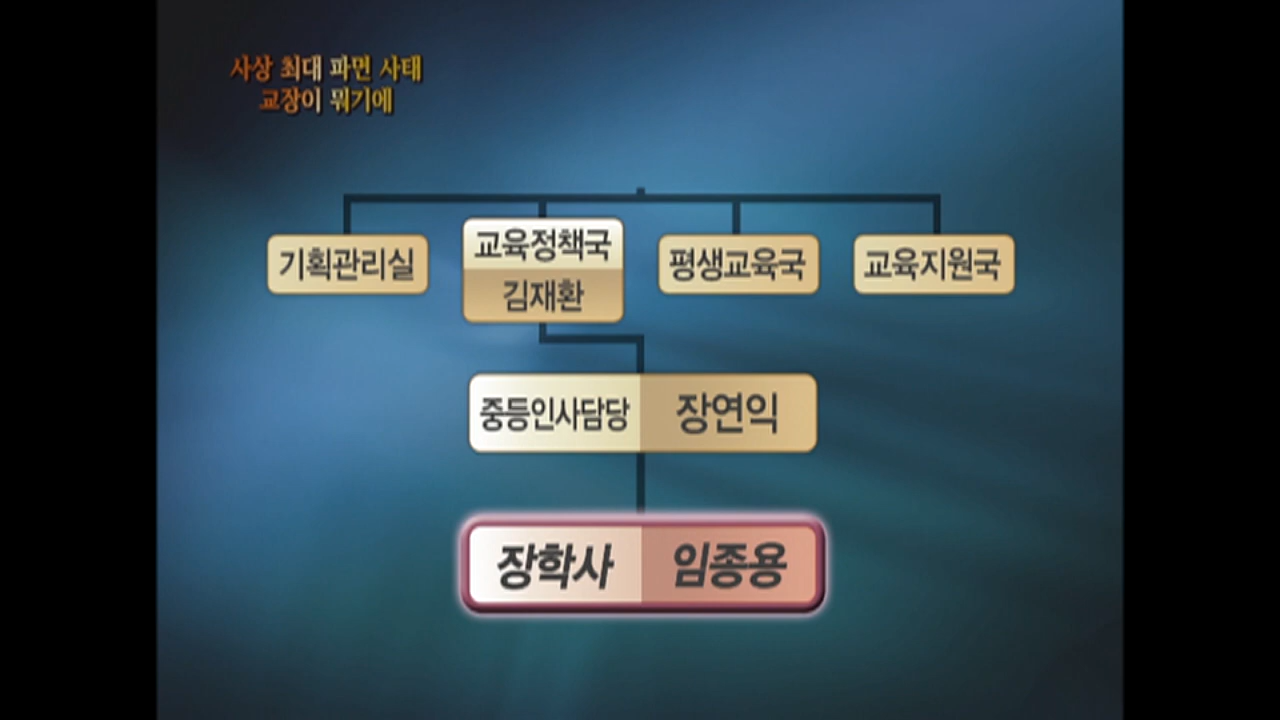 사상 최대 파면 사태
교장이 뭐기에
기획관리실
교육정책국
김재환
평생교육국
교육지원국
중등인사담당 장연익
장학사 임종용